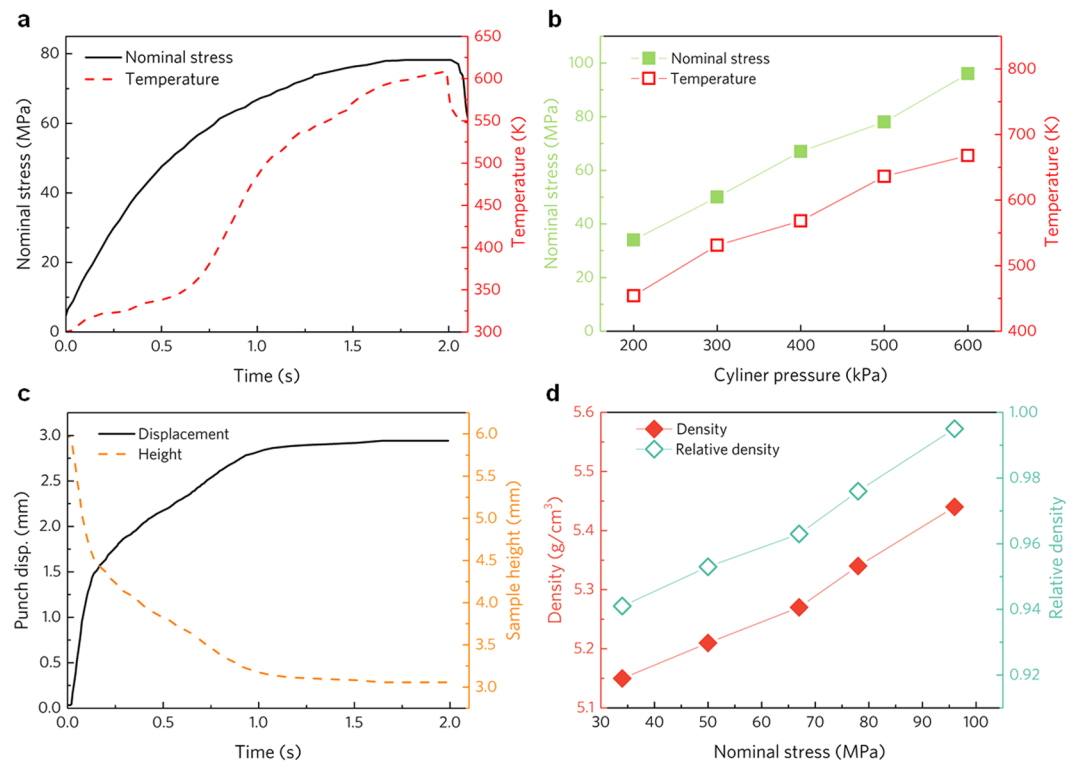 a
Nominal stress
Temperature
Nominal stress (MPa)
80
60
40
20
0
Temperature (K)
650
600
550
500
450
400
350
300
0.0 0.5 1.0 1.5 2.0
Time (s)
b
Nominal stress
Temperature
Nominal stress (MPa)
100
80
60
40
20
0
Temperature (K)
800
700
600
500
400
200 300 400 500 600
Cyliner pressure (kPa)
c
Displacement
Height
Punch disp. (mm)
3.0
2.5
2.0
1.5
1.0
0.5
0.0
Sample height (mm)
6.0
5.5
5.0
4.5
4.0
3.5
3.0
0.0 0.5 1.0 1.5 2.0
Time (s)
d
Density
Relative density
Density (g/cm³)
5.6
5.5
5.4
5.3
5.2
5.1
Relative density
1.00
0.98
0.96
0.94
0.92
30 40 50 60 70 80 90 100
Nominal stress (MPa)